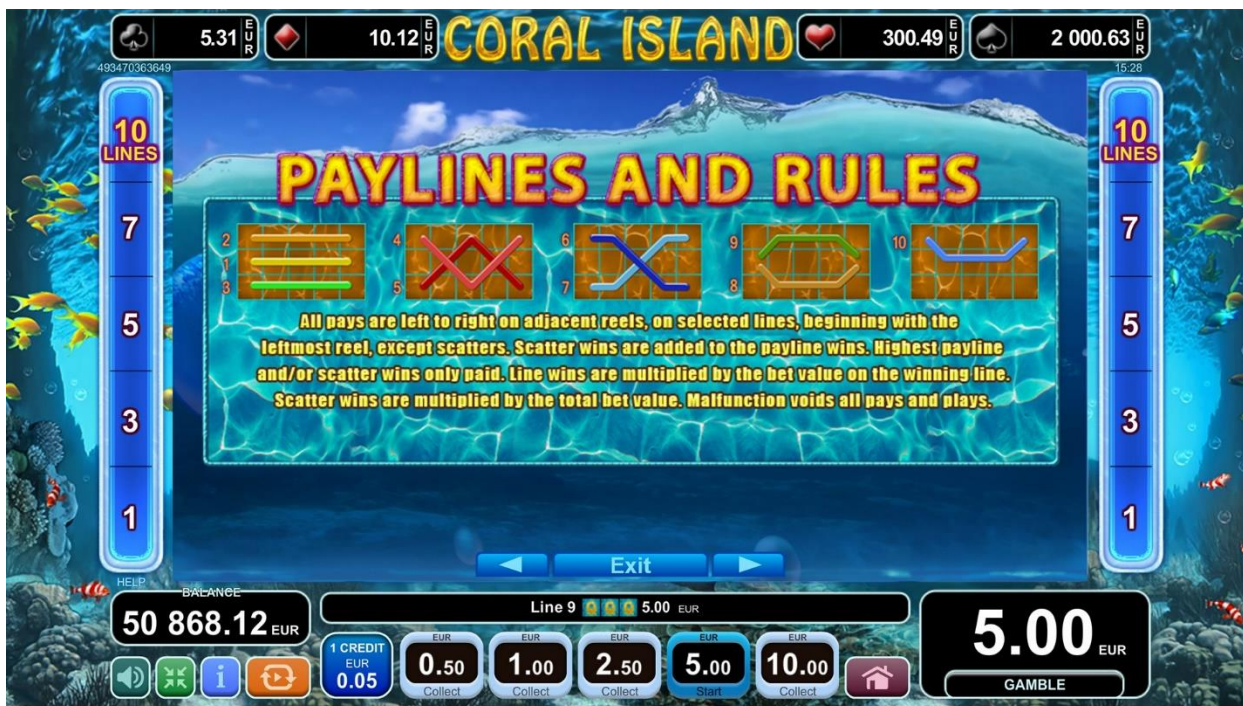 5.31 EUR
10.12 EUR
CORAL ISLAND
300.49 EUR
2 000.63 EUR
493470363649
15:28
10 LINES
7
5
3
1
PAYLINES AND RULES
2
1
3
4
5
6
7
9
8
10
All pays are left to right on adjacent reels, on selected lines, beginning with the
leftmost reel, except scatters. Scatter wins are added to the payline wins. Highest payline
and/or scatter wins only paid. Line wins are multiplied by the bet value on the winning line.
Scatter wins are multiplied by the total bet value. Malfunction voids all pays and plays.
10 LINES
7
5
3
1
Exit
HELP
BALANCE
50 868.12 EUR
Line 9 5.00 EUR
1 CREDIT
EUR
0.05
EUR
0.50
Collect
EUR
1.00
Collect
EUR
2.50
Collect
EUR
5.00
Start
EUR
10.00
Collect
5.00 EUR
GAMBLE